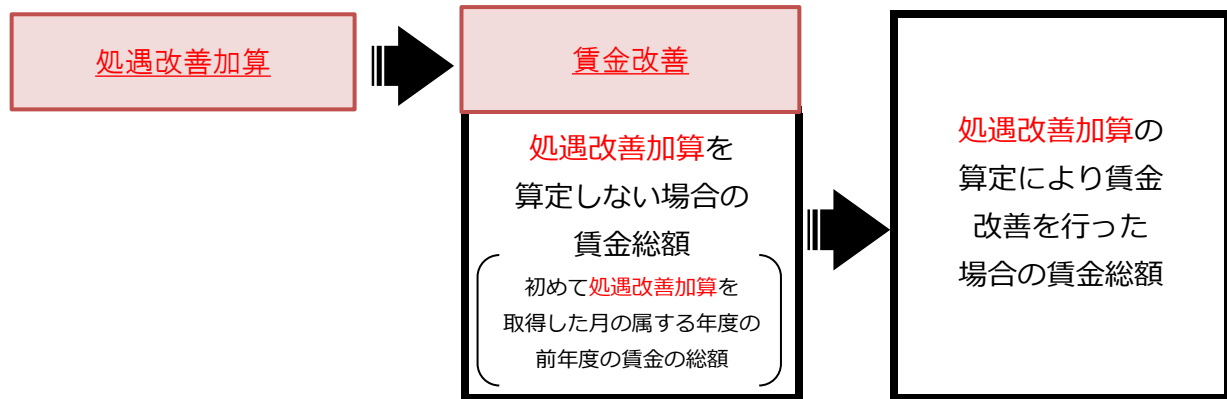 処遇改善加算
賃金改善
処遇改善加算を
算定しない場合の
賃金総額
初めて処遇改善加算を
取得した月の属する年度の
前年度の賃金の総額
処遇改善加算の
算定により賃金
改善を行った
場合の賃金総額